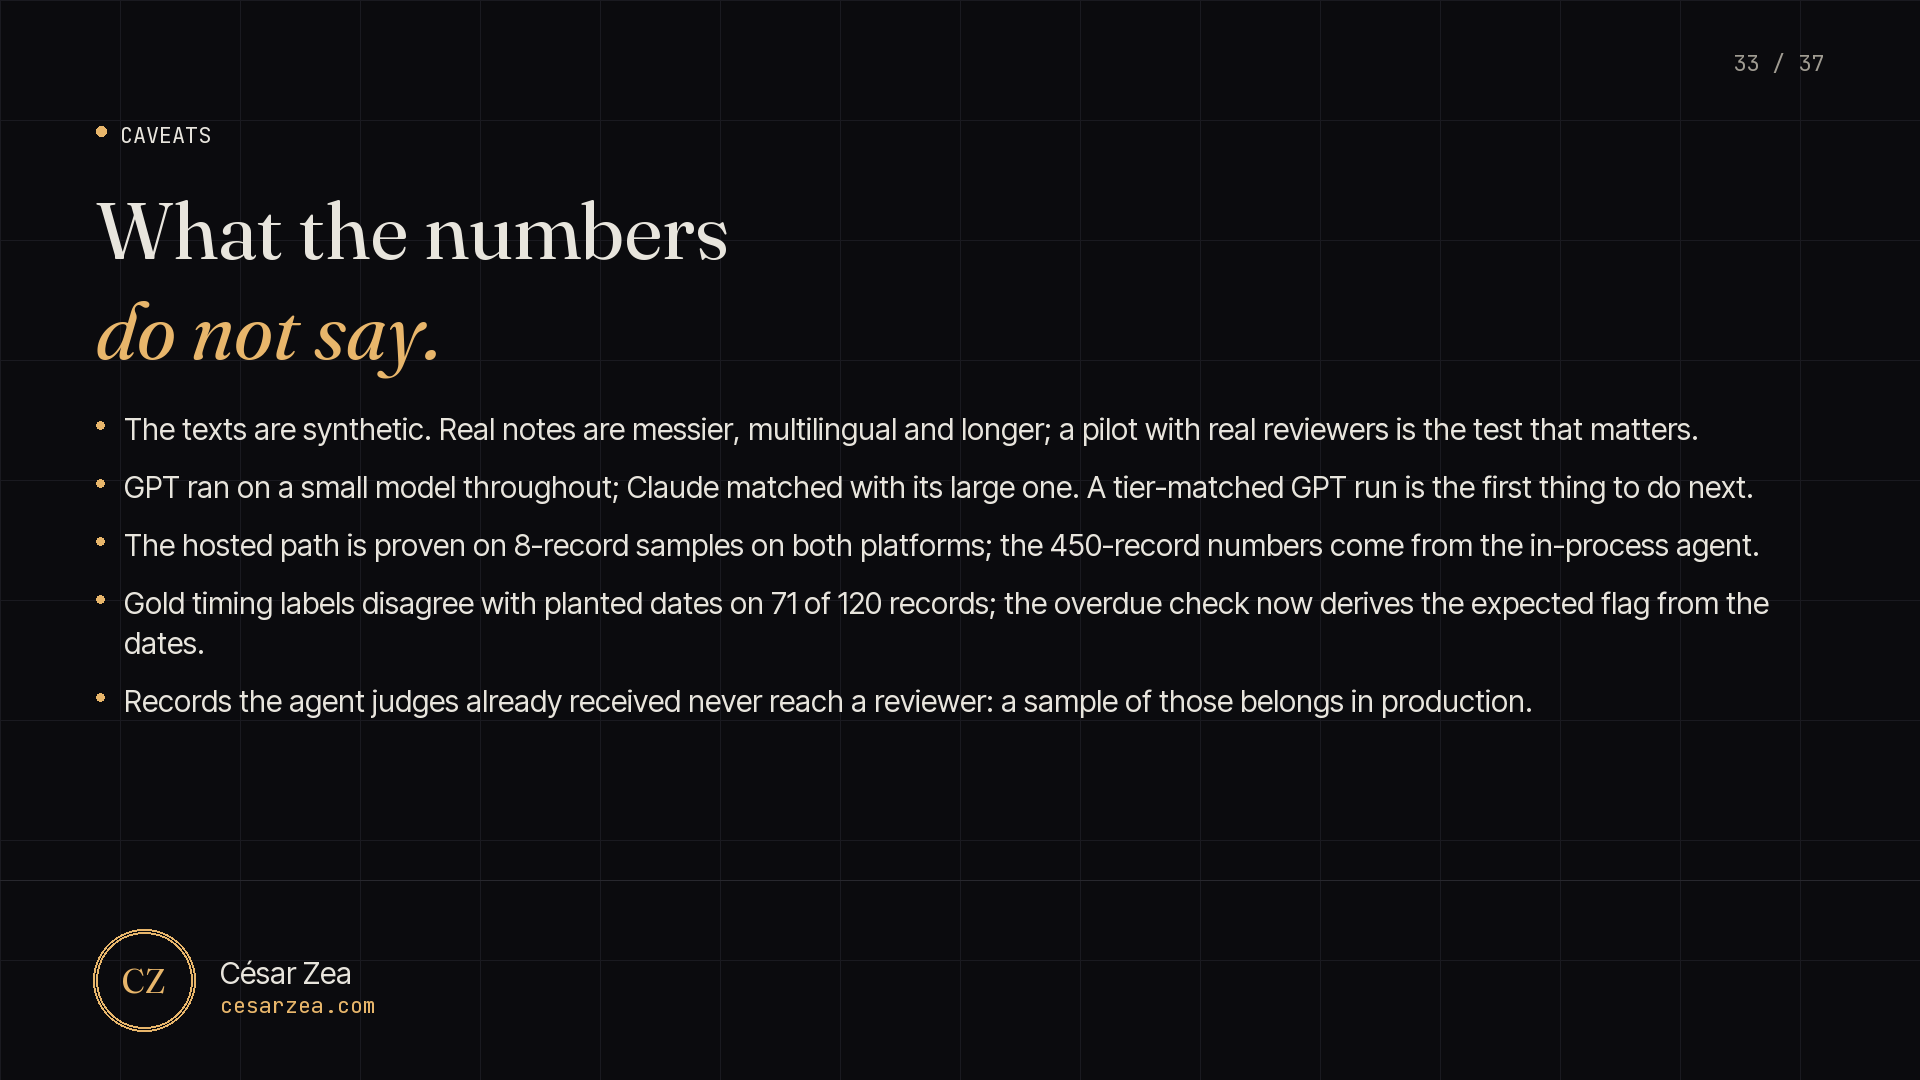 33 / 37
CAVEATS
What the numbers
do not say.
The texts are synthetic. Real notes are messier, multilingual and longer; a pilot with real reviewers is the test that matters.
GPT ran on a small model throughout; Claude matched with its large one. A tier-matched GPT run is the first thing to do next.
The hosted path is proven on 8-record samples on both platforms; the 450-record numbers come from the in-process agent.
Gold timing labels disagree with planted dates on 71 of 120 records; the overdue check now derives the expected flag from the
dates.
Records the agent judges already received never reach a reviewer: a sample of those belongs in production.
CZ
César Zea
cesarzea.com